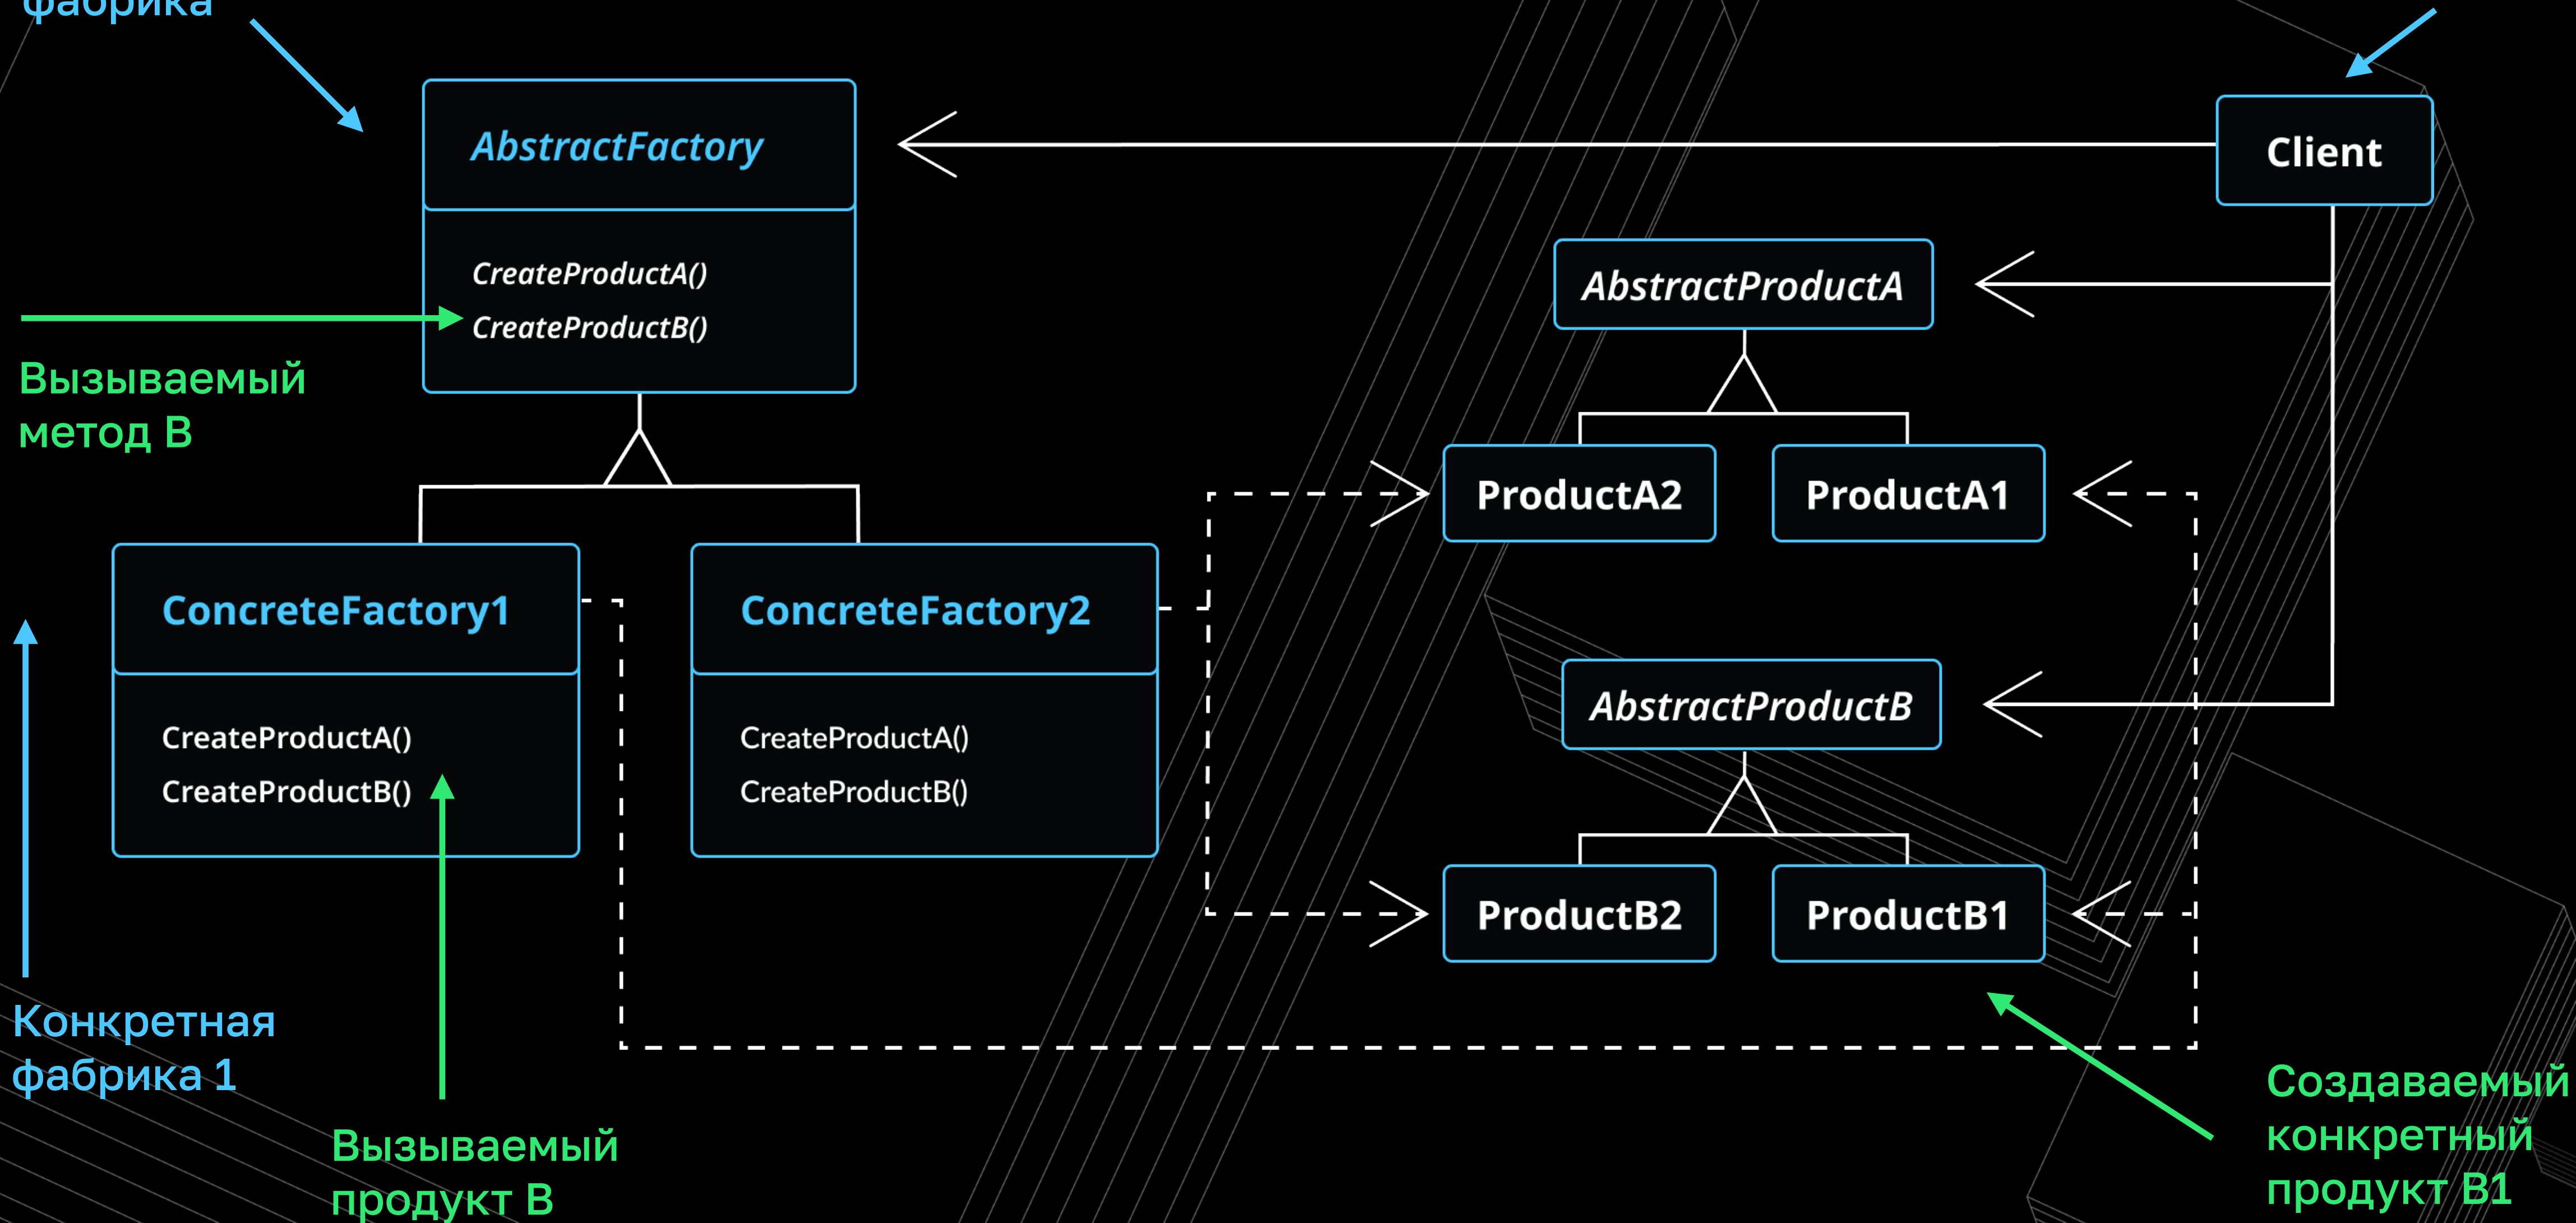 фабрика
AbstractFactory
Client
CreateProductA()
CreateProductB()
AbstractProductA
Вызываемый
метод B
ProductA2
ProductA1
ConcreteFactory1
ConcreteFactory2
CreateProductA()
CreateProductB()
CreateProductA()
CreateProductB()
AbstractProductB
ProductB2
ProductB1
Конкретная
фабрика 1
Вызываемый
продукт B
Создаваемый
конкретный
продукт B1